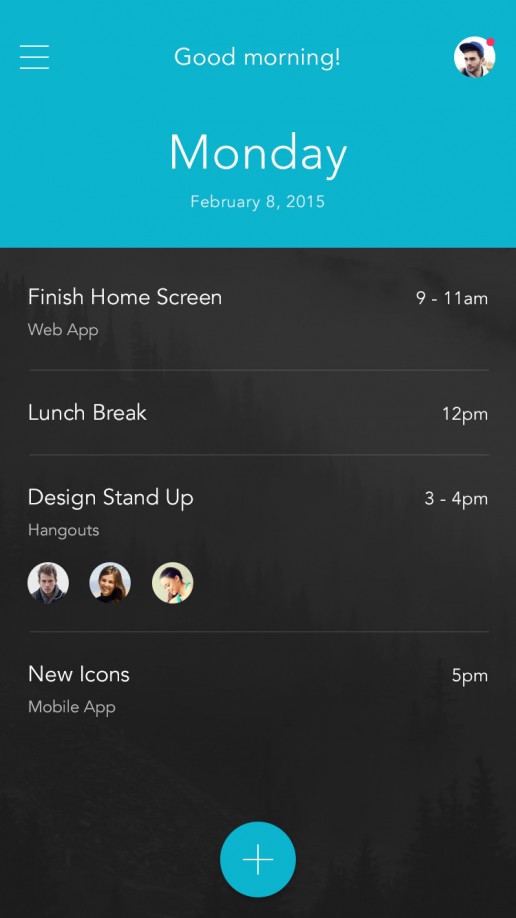 Good morning!
Monday
February 8, 2015
Finish Home Screen
9 - 11am
Web App
Lunch Break
12pm
Design Stand Up
3 - 4pm
Hangouts
New Icons
5pm
Mobile App